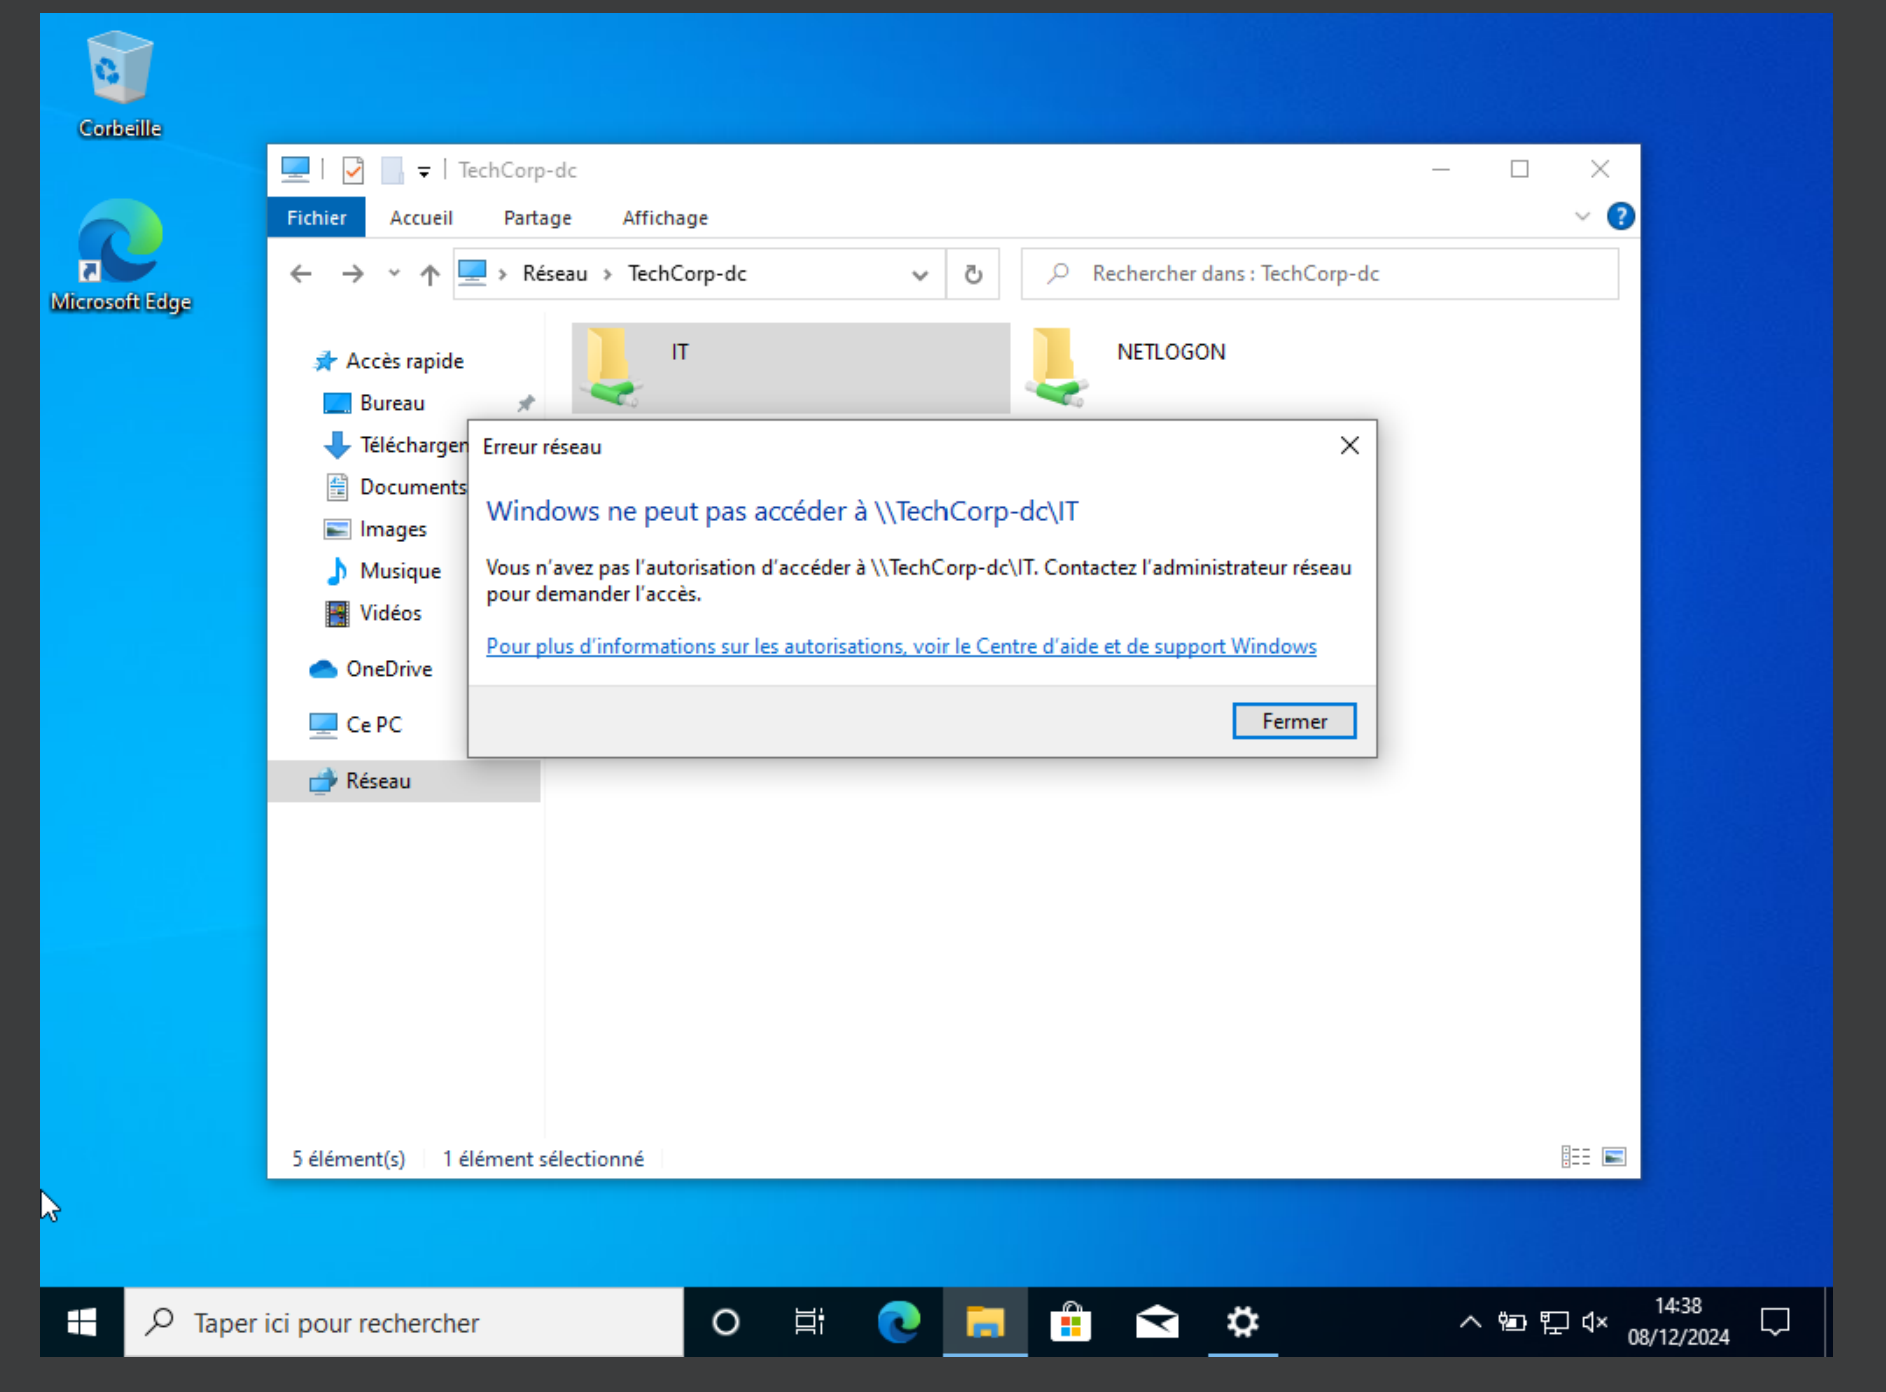 Corbeille
Microsoft Edge
TechCorp-dc
Fichier Accueil Partage Affichage
Réseau TechCorp-dc
Rechercher dans : TechCorp-dc
Accès rapide
Bureau
Téléchargen
Documents
Images
Musique
Vidéos
OneDrive
Ce PC
Réseau
IT
NETLOGON
Erreur réseau
Windows ne peut pas accéder à \\TechCorp-dc\IT
Vous n'avez pas l'autorisation d'accéder à \\TechCorp-dc\IT. Contactez l'administrateur réseau
pour demander l'accès.
Pour plus d'informations sur les autorisations, voir le Centre d'aide et de support Windows
Fermer
5 élément(s) 1 élément sélectionné
Taper ici pour rechercher
14:38
08/12/2024